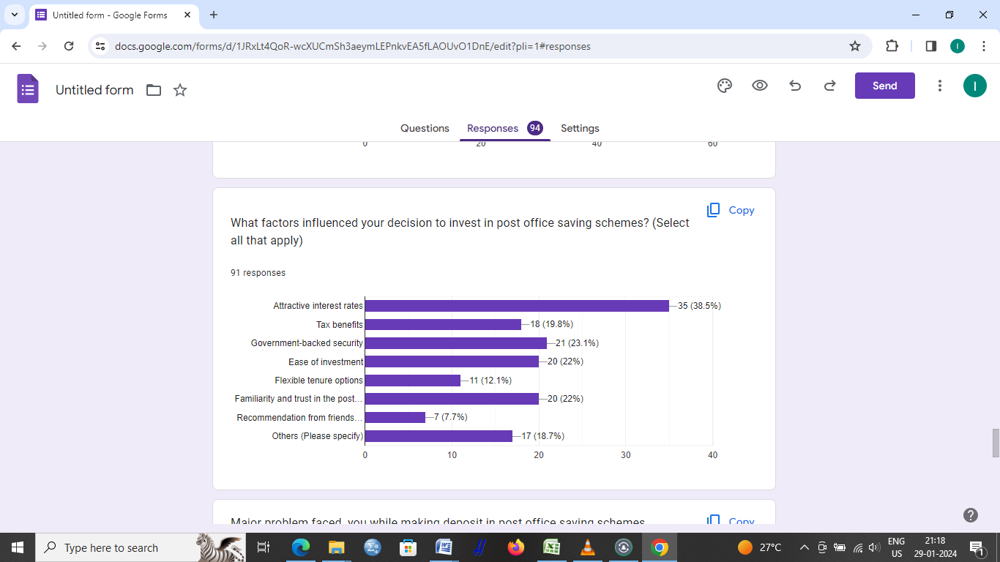 Untitled form - Google Forms
docs.google.com/forms/d/1JRxLt4QoR-wcXUCmSh3aeymLEPnkvEA5fLAOUvO1DnE/edit?pli=1#responses
I
Untitled form
Send
I
Questions
Responses 94
Settings
0 20 40 60
Copy
What factors influenced your decision to invest in post office saving schemes? (Select
all that apply)
91 responses
Attractive interest rates 35 (38.5%)
Tax benefits 18 (19.8%)
Government-backed security 21 (23.1%)
Ease of investment 20 (22%)
Flexible tenure options 11 (12.1%)
Familiarity and trust in the post... 20 (22%)
Recommendation from friends... 7 (7.7%)
Others (Please specify) 17 (18.7%)
0 10 20 30 40
Major problem faced you while making deposit in post office saving schemes
Copy
Type here to search
27°C
ENG
US
21:18
29-01-2024
1